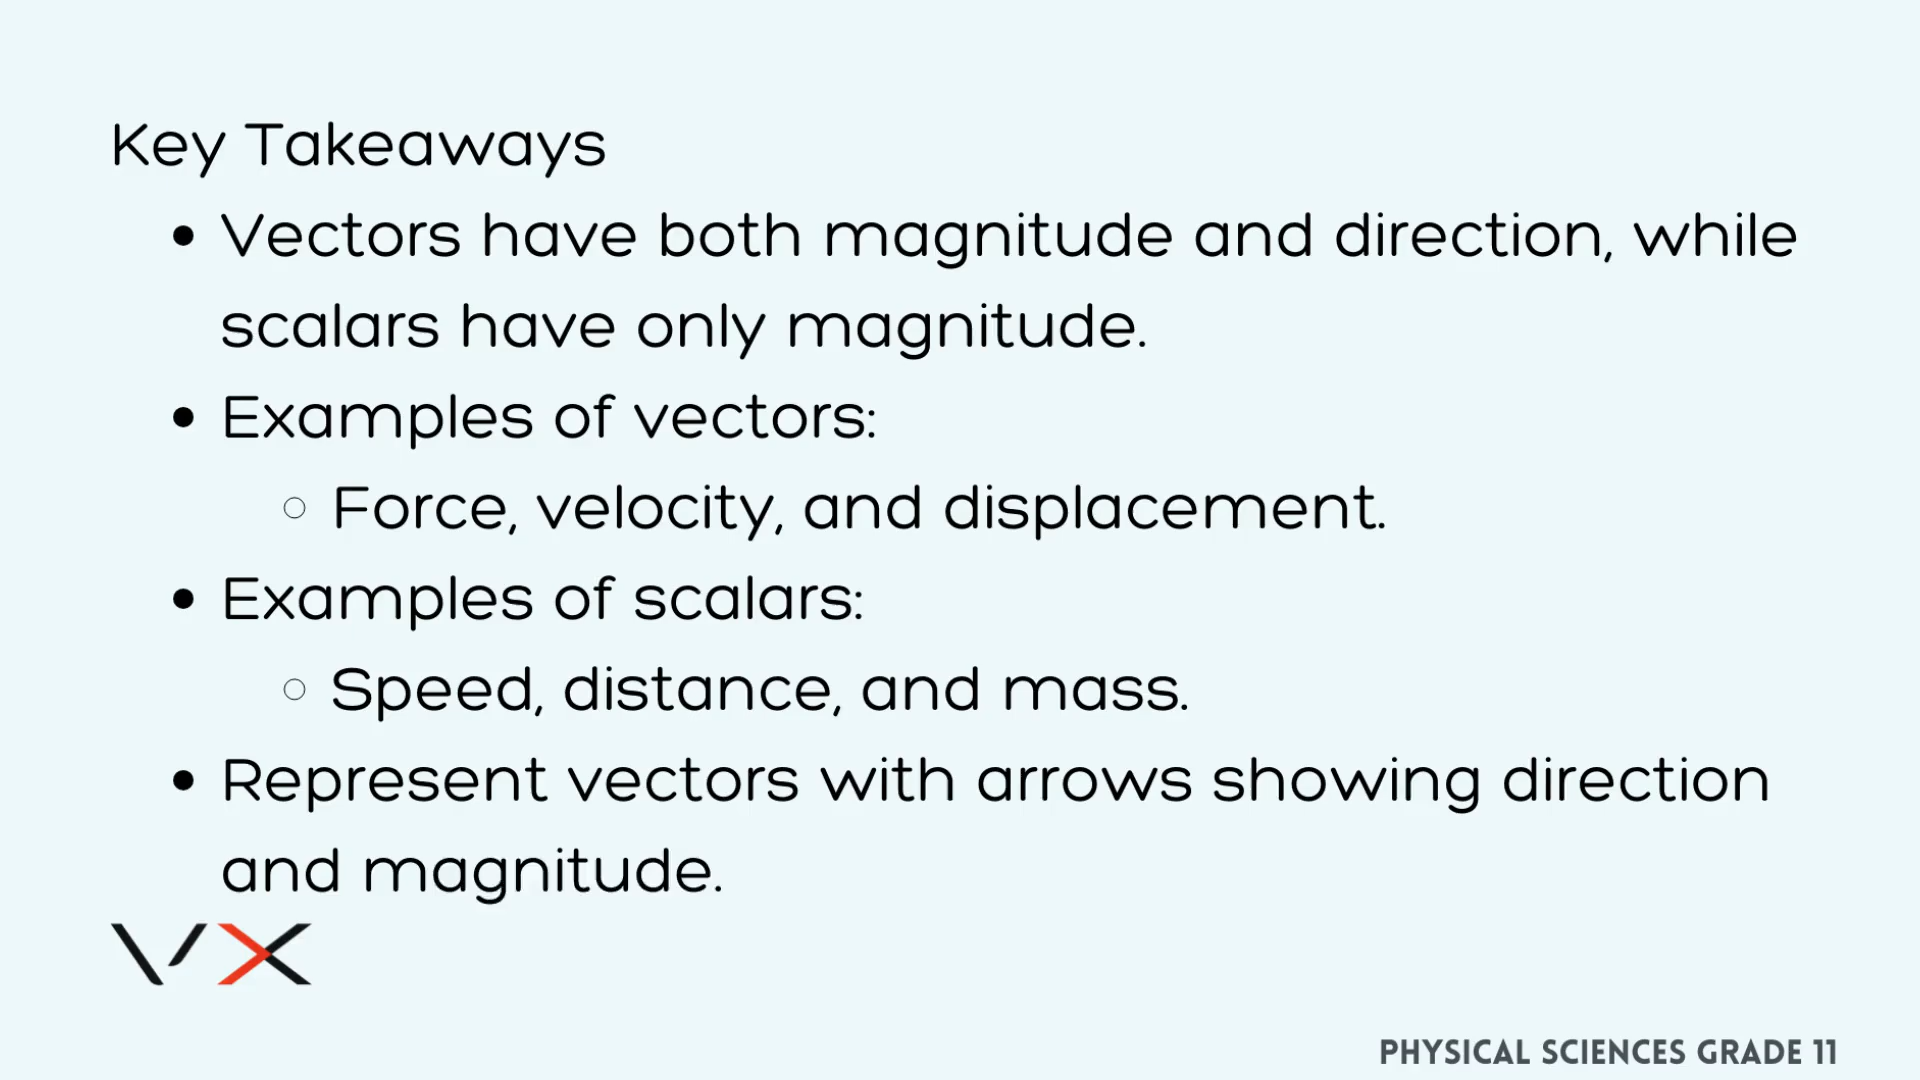 Key Takeaways
• Vectors have both magnitude and direction, while
scalars have only magnitude.
• Examples of vectors:
○ Force, velocity, and displacement.
• Examples of scalars:
○ Speed, distance, and mass.
• Represent vectors with arrows showing direction
and magnitude.
VX
PHYSICAL SCIENCES GRADE 11